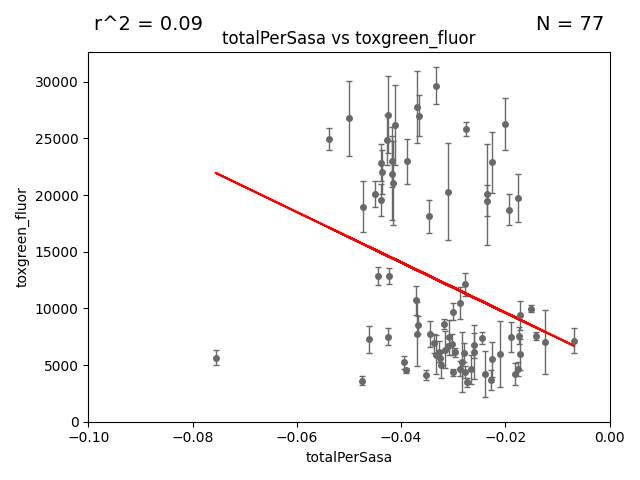 r^2 = 0.09
N = 77
totalPerSasa vs toxgreen_fluor
30000
25000
20000
15000
10000
5000
0
toxgreen_fluor
−0.10
−0.08
−0.06
−0.04
−0.02
0.00
totalPerSasa